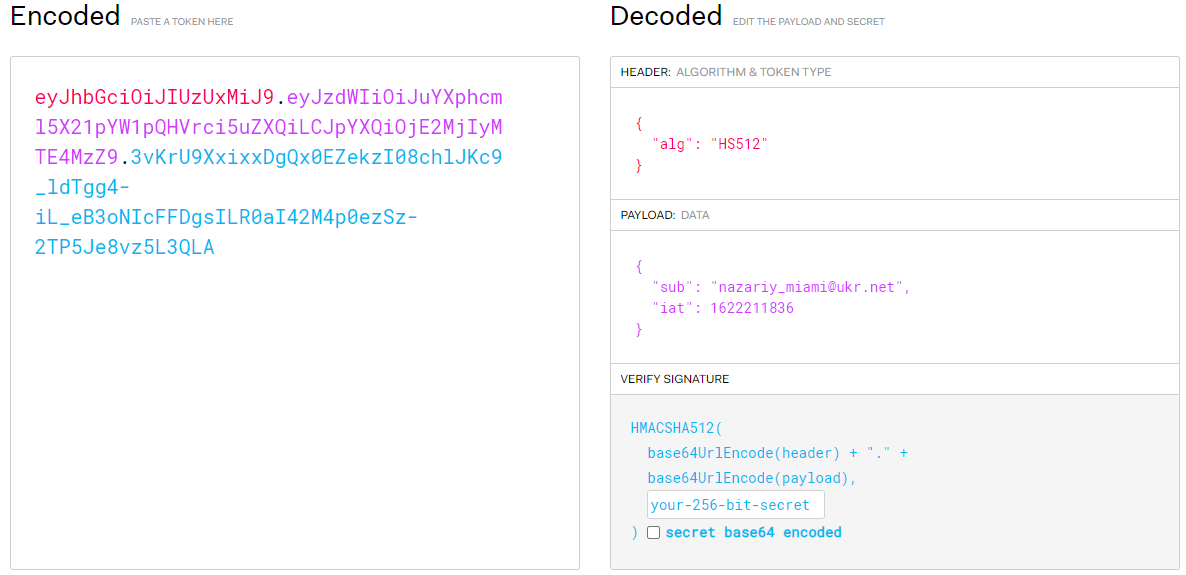 Encoded PASTE A TOKEN HERE
eyJhbGciOiJIUzUxMiJ9.eyJzdWIiOiJuYXphcm
l5X21pYW1pQHVrci5uZXQiLCJpYXQiOjE2MjIyM
TE4MzZ9.3vKrU9XxixxDgQx0EZekzI08chlJKc9
_ldTgg4-
iL_eB3oNIcFFDgsILR0aI42M4p0ezSz-
2TP5Je8vz5L3QLA
Decoded EDIT THE PAYLOAD AND SECRET
HEADER: ALGORITHM & TOKEN TYPE
{
"alg": "HS512"
}
PAYLOAD: DATA
{
"sub": "nazariy_miami@ukr.net",
"iat": 1622211836
}
VERIFY SIGNATURE
HMACSHA512(
base64UrlEncode(header) + "." +
base64UrlEncode(payload),
your-256-bit-secret
) secret base64 encoded